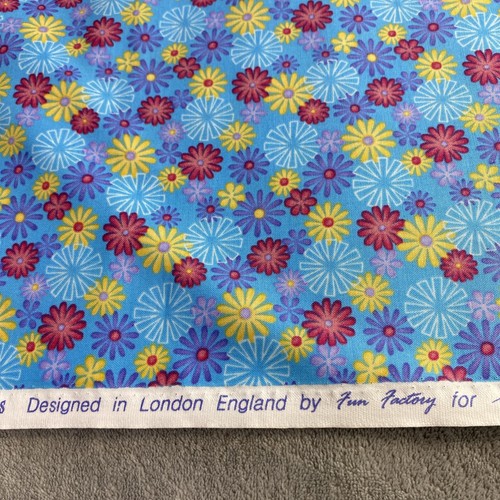 Designed in London England by Fun Factory for